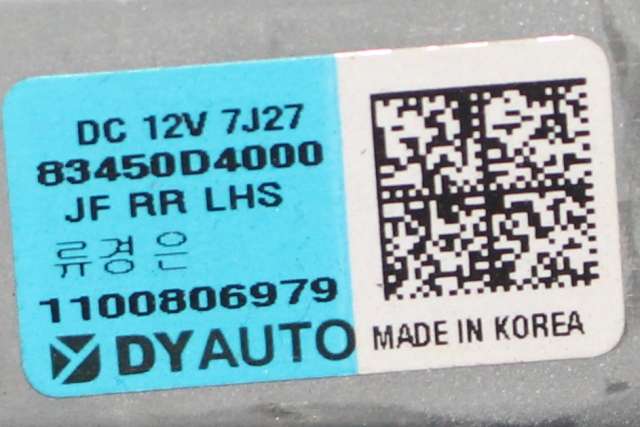 DC 12V 7J27
83450D4000
JF RR LHS
류경은
1100806979
DYAUTO
MADE IN KOREA